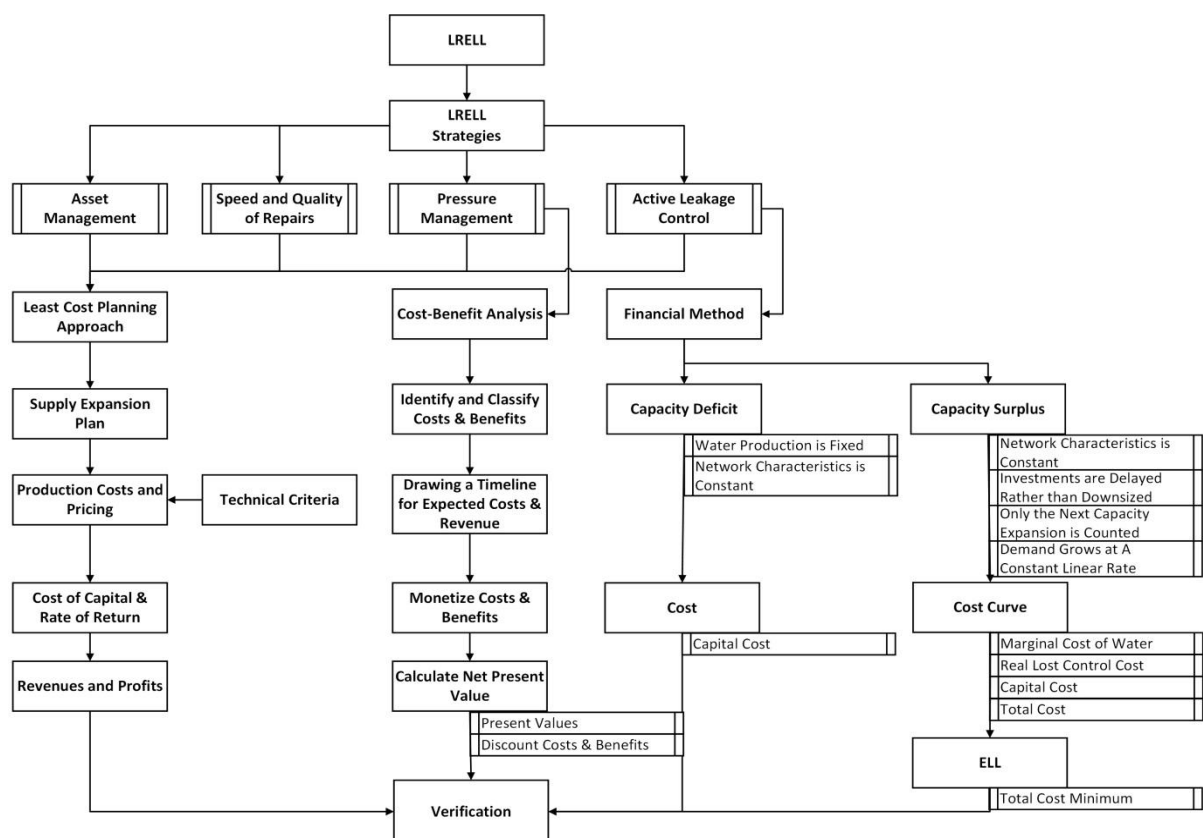 LRELL
LRELL
Strategies
Asset
Management
Speed and Quality
of Repairs
Pressure
Management
Active Leakage
Control
Least Cost Planning
Approach
Cost-Benefit Analysis
Financial Method
Supply Expansion
Plan
Identify and Classify
Costs & Benefits
Capacity Deficit
Water Production is Fixed
Network Characteristics is
Constant
Capacity Surplus
Network Characteristics is
Constant
Investments are Delayed
Rather than Downsized
Only the Next Capacity
Expansion is Counted
Demand Grows at A
Constant Linear Rate
Production Costs and
Pricing
Technical Criteria
Drawing a Timeline
for Expected Costs &
Revenue
Cost of Capital &
Rate of Return
Monetize Costs &
Benefits
Cost
Capital Cost
Cost Curve
Marginal Cost of Water
Real Lost Control Cost
Capital Cost
Total Cost
Revenues and Profits
Calculate Net Present
Value
Present Values
Discount Costs & Benefits
ELL
Total Cost Minimum
Verification